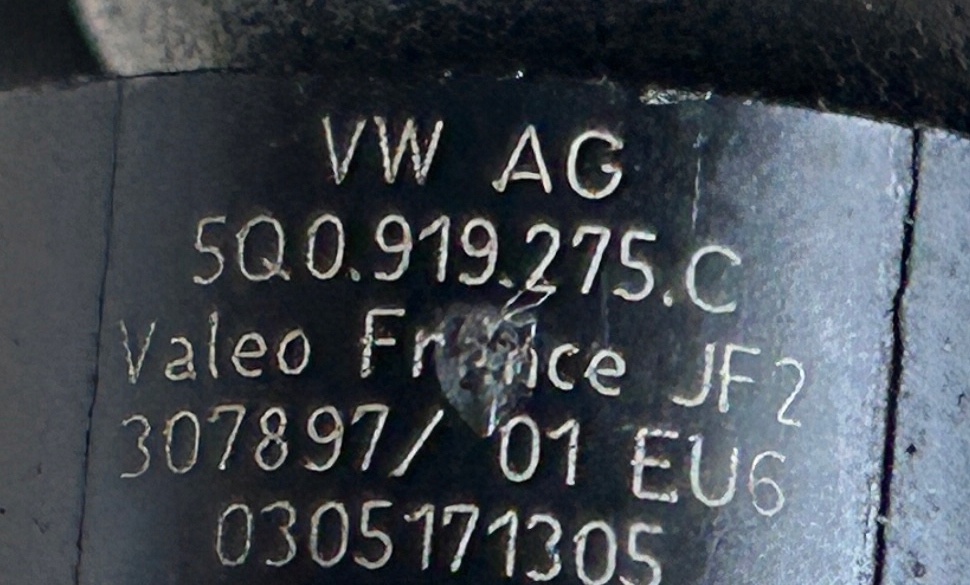 VW AG
5Q0.919.275.C
Valeo France JF2
307897/ 01 EU6
0305171305